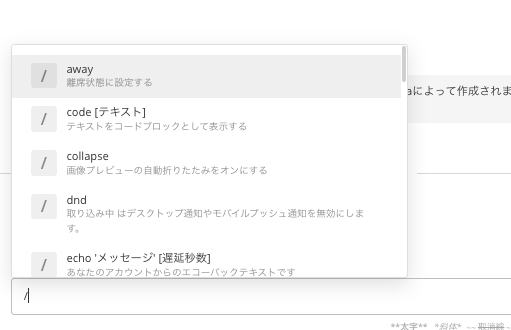 / away
離席状態に設定する
aによって作成されま
/ code [テキスト]
テキストをコードブロックとして表示する
/ collapse
画像プレビューの自動折りたたみをオンにする
/ dnd
取り込み中 はデスクトップ通知やモバイルプッシュ通知を無効にしま
す。
/ echo 'メッセージ' [遅延秒数]
あなたのアカウントからのエコーバックテキストです
/
**太字** *斜体* ~~取消線~